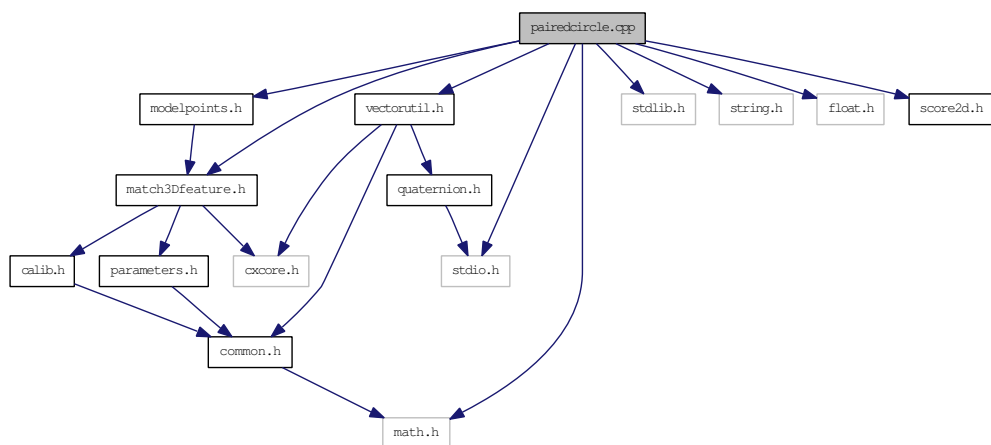 pairedcircle.cpp
modelpoints.h
vectorutil.h
stdlib.h
string.h
float.h
score2d.h
match3Dfeature.h
quaternion.h
calib.h
parameters.h
cxcore.h
stdio.h
common.h
math.h